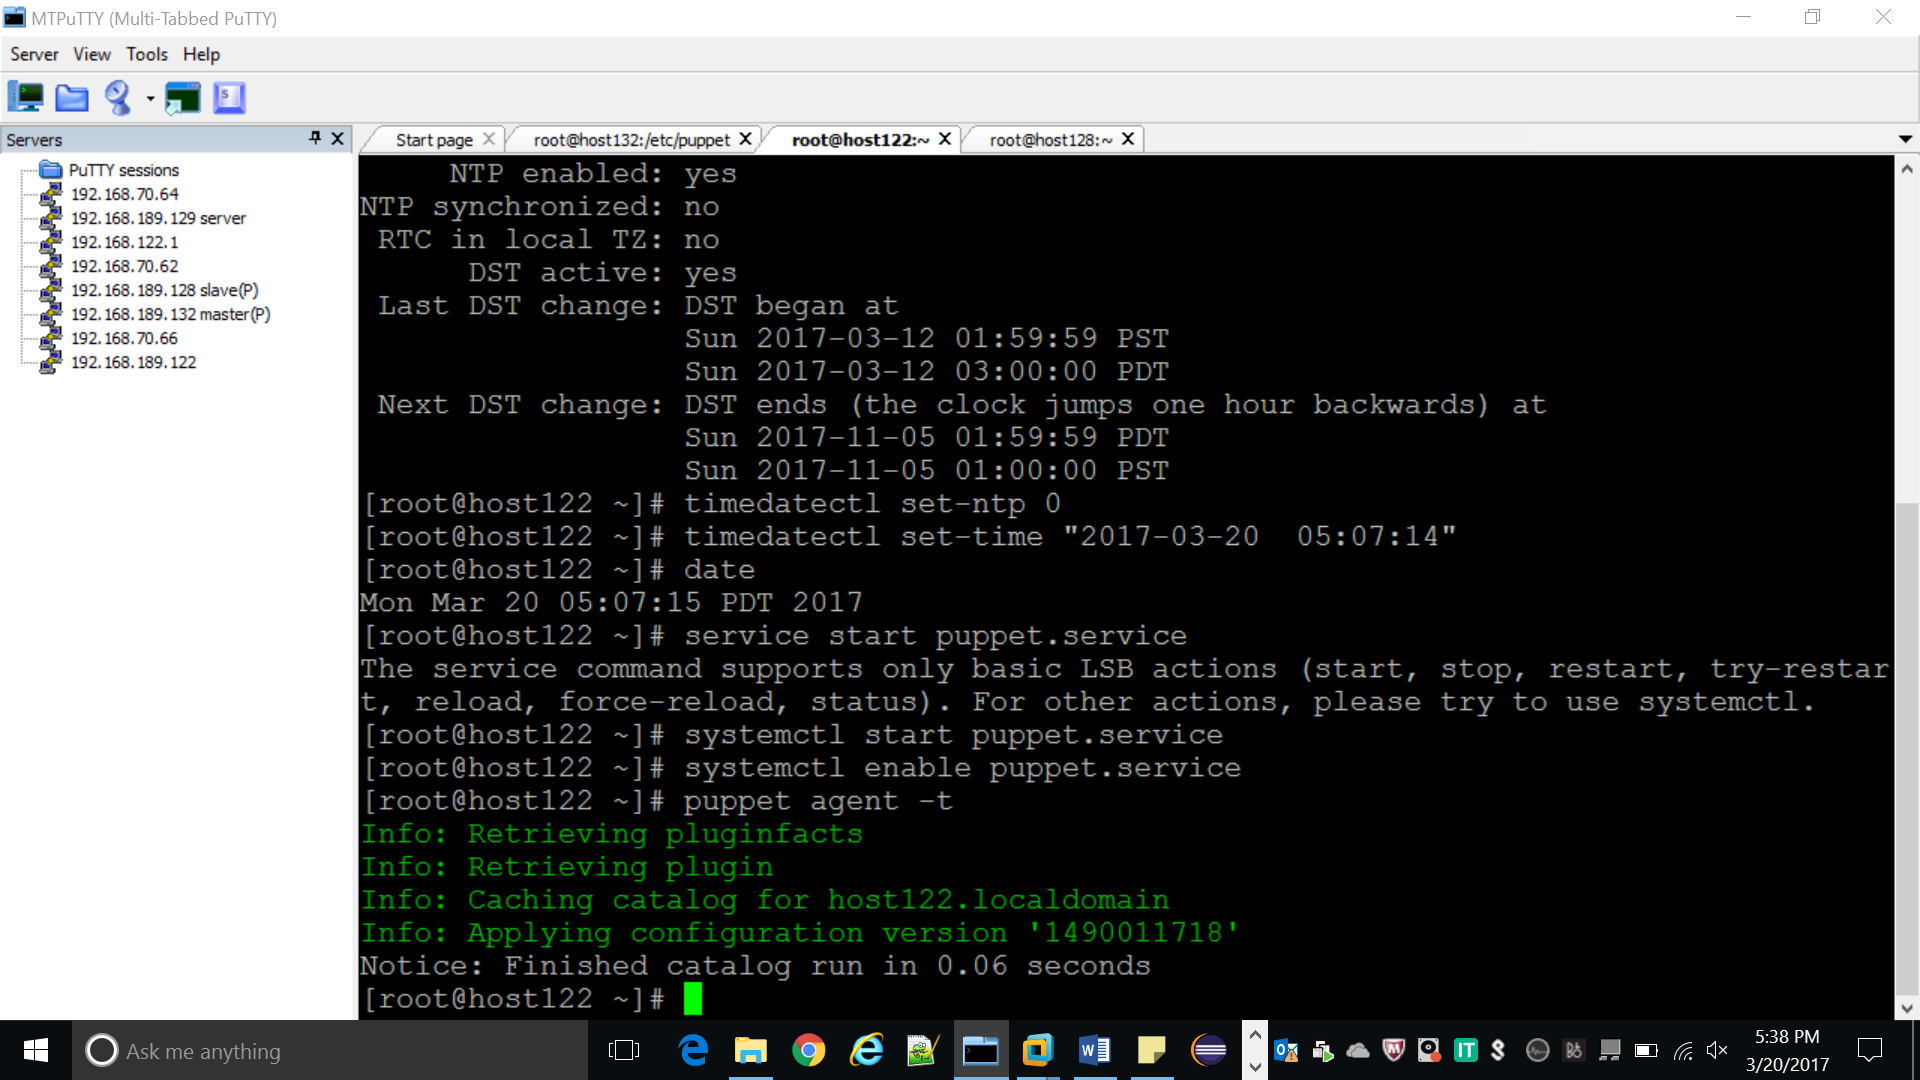 MTPuTTY (Multi-Tabbed PuTTY)
Server View Tools Help
Servers
PuTTY sessions
192.168.70.64
192.168.189.129 server
192.168.122.1
192.168.70.62
192.168.189.128 slave(P)
192.168.189.132 master(P)
192.168.70.66
192.168.189.122
Start page root@host132:/etc/puppet root@host122:~ root@host128:~
NTP enabled: yes
NTP synchronized: no
RTC in local TZ: no
DST active: yes
Last DST change: DST began at
Sun 2017-03-12 01:59:59 PST
Sun 2017-03-12 03:00:00 PDT
Next DST change: DST ends (the clock jumps one hour backwards) at
Sun 2017-11-05 01:59:59 PDT
Sun 2017-11-05 01:00:00 PST
[root@host122 ~]# timedatectl set-ntp 0
[root@host122 ~]# timedatectl set-time "2017-03-20  05:07:14"
[root@host122 ~]# date
Mon Mar 20 05:07:15 PDT 2017
[root@host122 ~]# service start puppet.service
The service command supports only basic LSB actions (start, stop, restart, try-restar
t, reload, force-reload, status). For other actions, please try to use systemctl.
[root@host122 ~]# systemctl start puppet.service
[root@host122 ~]# systemctl enable puppet.service
[root@host122 ~]# puppet agent -t
Info: Retrieving pluginfacts
Info: Retrieving plugin
Info: Caching catalog for host122.localdomain
Info: Applying configuration version '1490011718'
Notice: Finished catalog run in 0.06 seconds
[root@host122 ~]#
Ask me anything
5:38 PM
3/20/2017